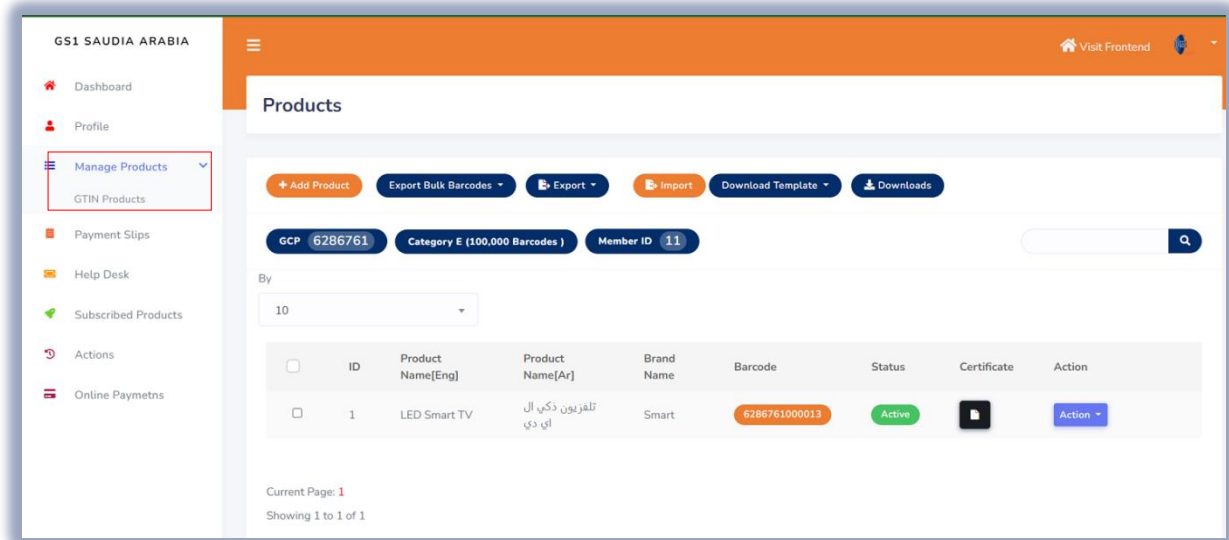 GS1 SAUDIA ARABIA
Visit Frontend
Dashboard
Profile
Manage Products
GTIN Products
Payment Slips
Help Desk
Subscribed Products
Actions
Online Paymetns
Products
+ Add Product Export Bulk Barcodes Export Import Download Template Downloads
GCP 6286761 Category E (100,000 Barcodes ) Member ID 11
By
10
ID Product Name[Eng] Product Name[Ar] Brand Name Barcode Status Certificate Action
1 LED Smart TV تلفزيون ذكي ال اي دي Smart 6286761000013 Active Action
Current Page: 1
Showing 1 to 1 of 1